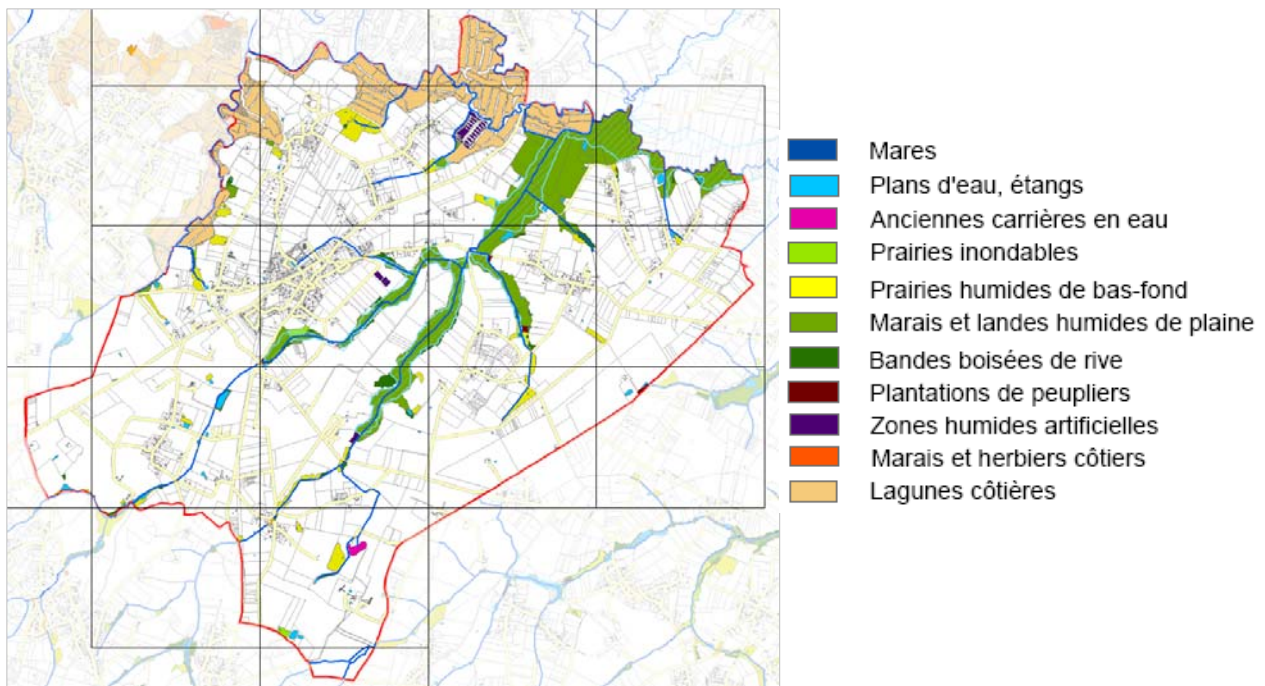 Mares
Plans d'eau, étangs
Anciennes carrières en eau
Prairies inondables
Prairies humides de bas-fond
Marais et landes humides de plaine
Bandes boisées de rive
Plantations de peupliers
Zones humides artificielles
Marais et herbiers côtiers
Lagunes côtières